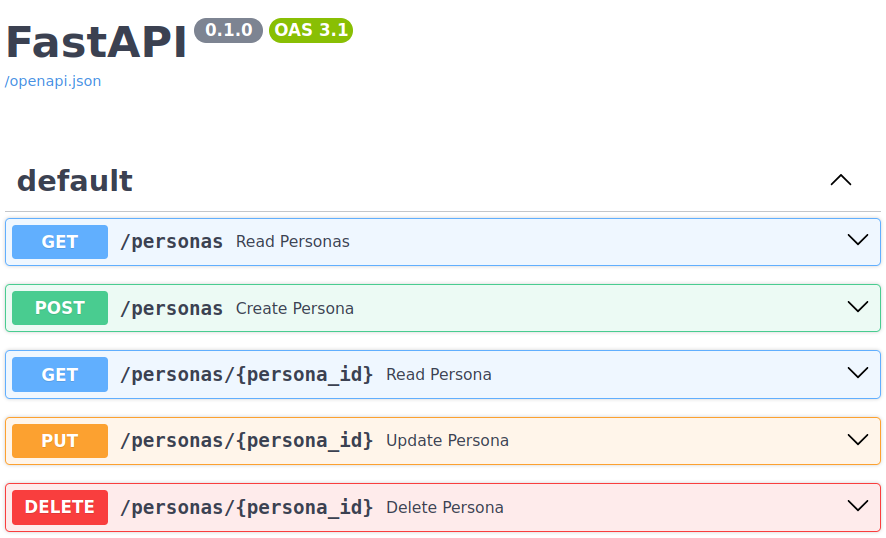 FastAPI 0.1.0 OAS 3.1
/openapi.json
default
GET /personas Read Personas
POST /personas Create Persona
GET /personas/{persona_id} Read Persona
PUT /personas/{persona_id} Update Persona
DELETE /personas/{persona_id} Delete Persona